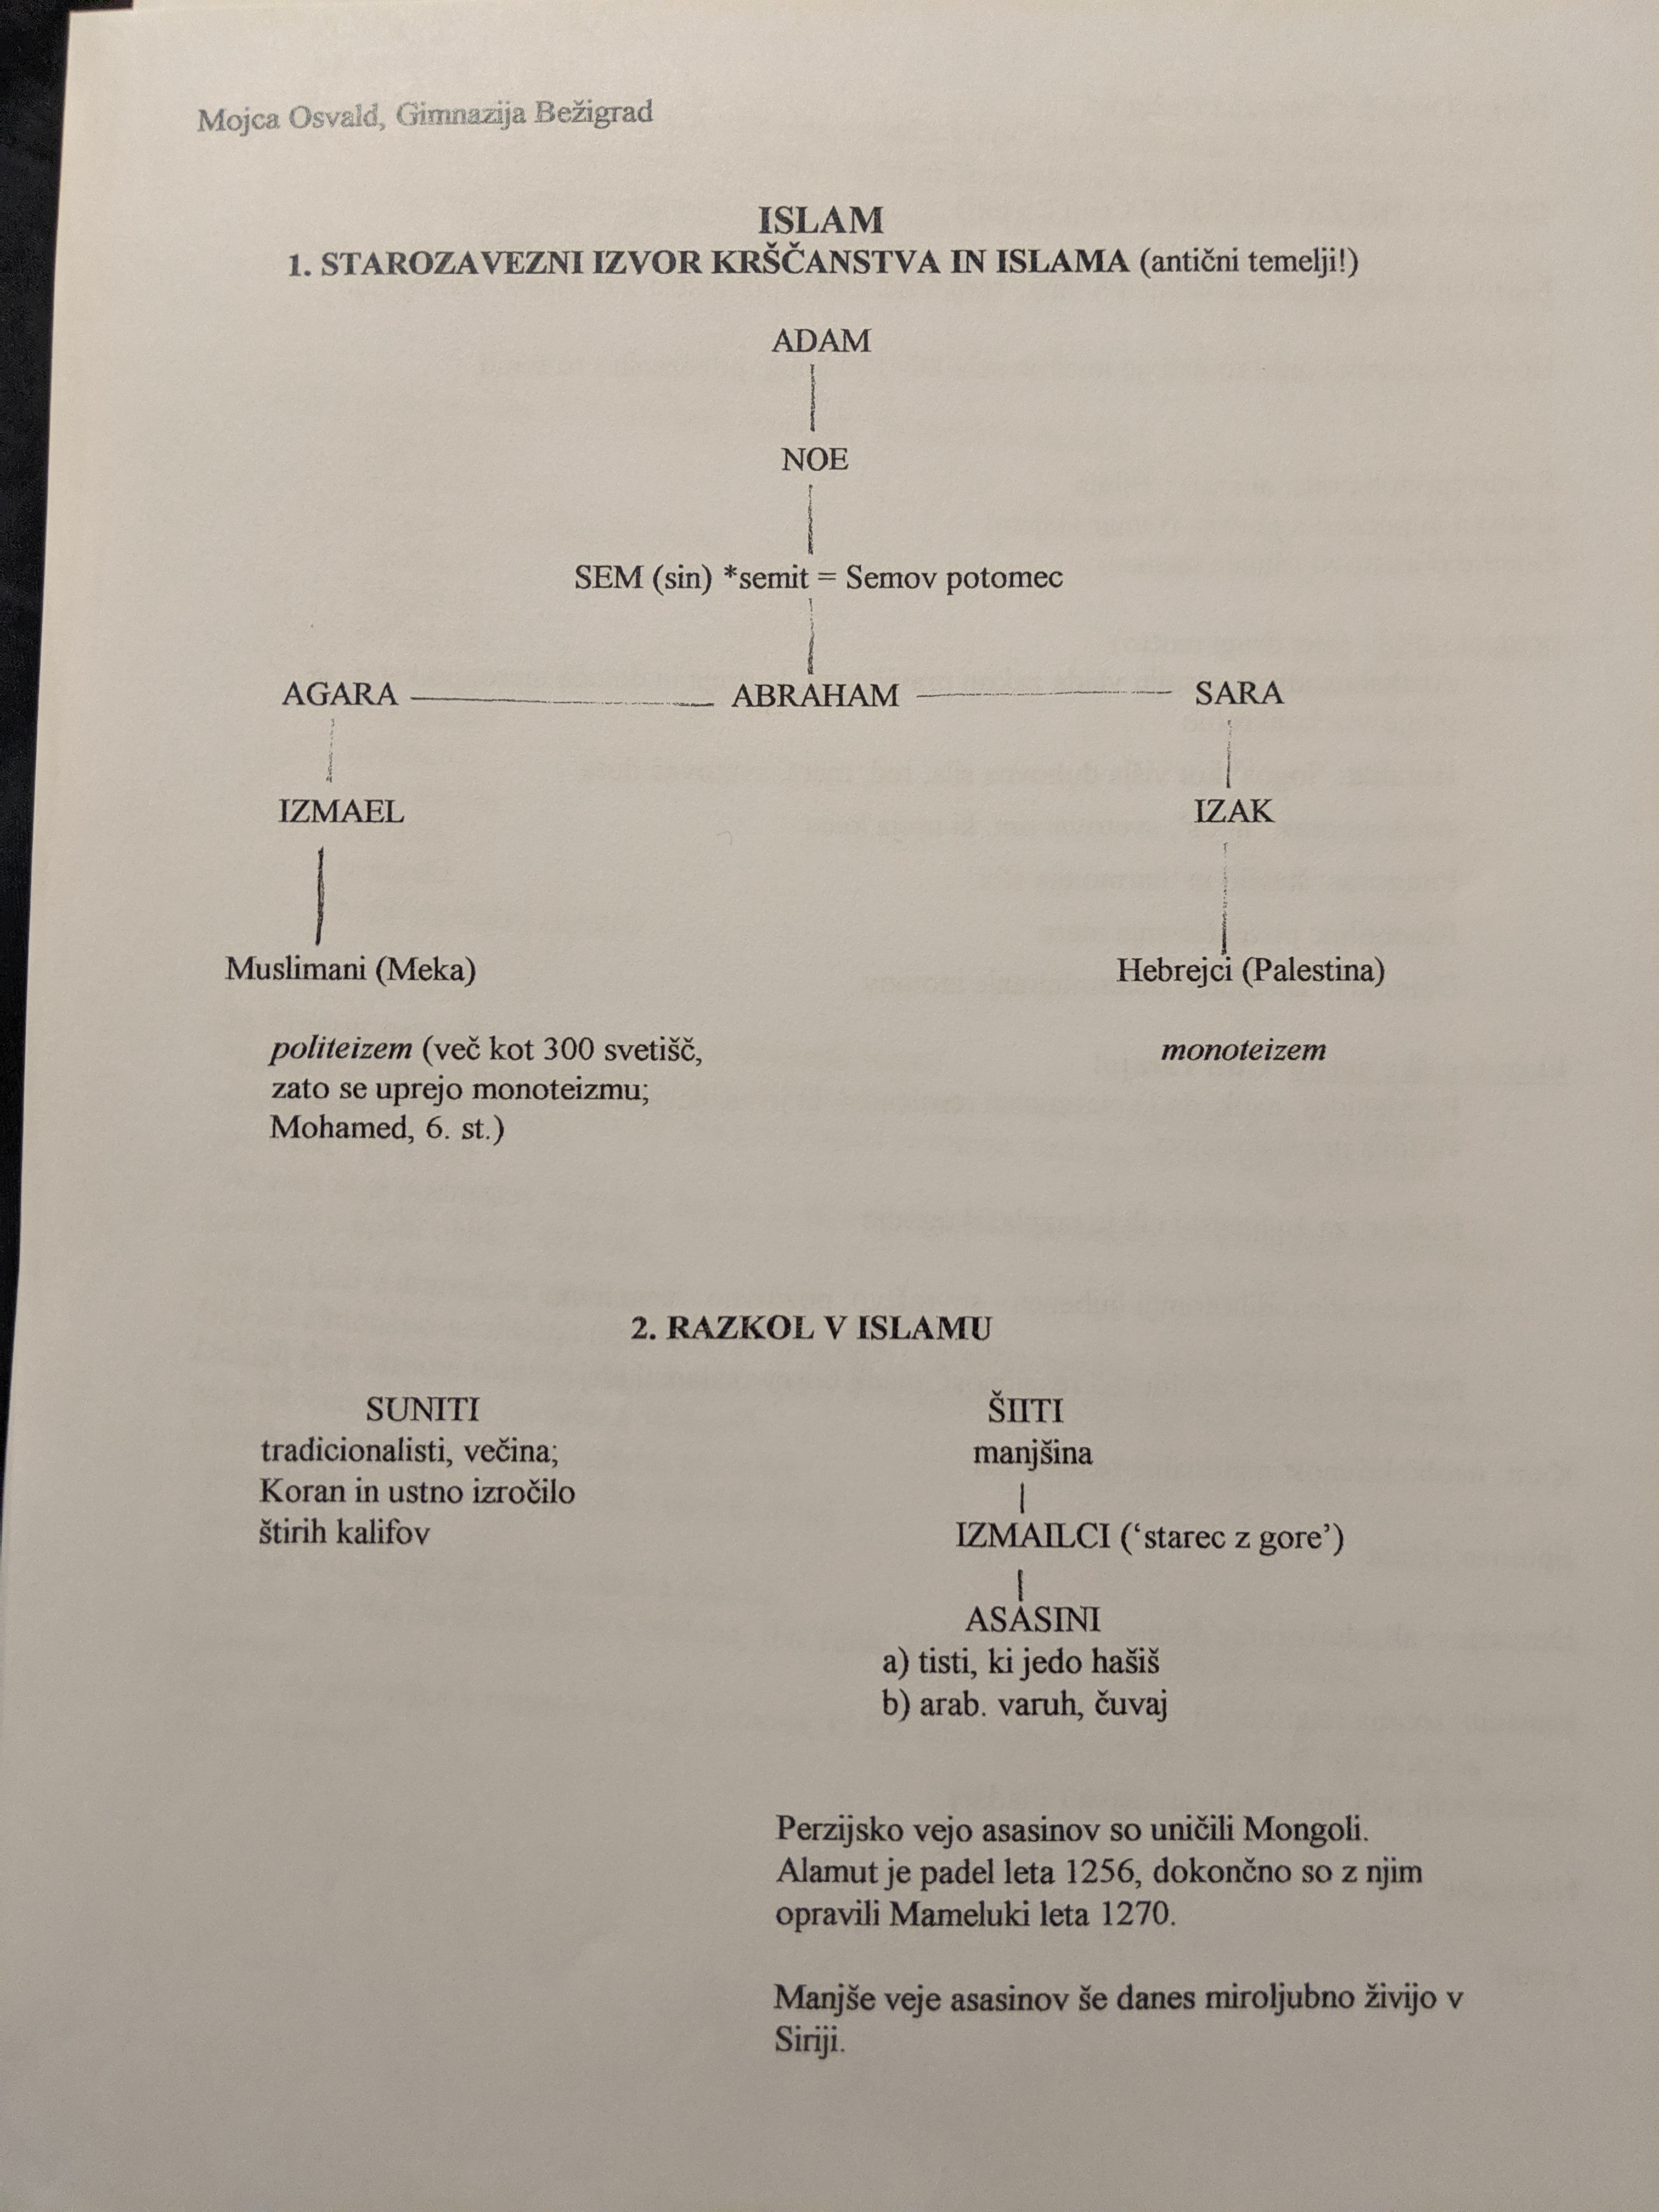 Mojca Osvald, Gimnazija Bežigrad
ISLAM
1. STAROZAVEZNI IZVOR KRŠČANSTVA IN ISLAMA (antični temelji!)
ADAM
NOE
SEM (sin) *semit = Semov potomec
AGARA ABRAHAM SARA
IZMAEL IZAK
Muslimani (Meka) Hebrejci (Palestina)
politeizem (več kot 300 svetišč, monoteizem
zato se uprejo monoteizmu;
Mohamed, 6. st.)
2. RAZKOL V ISLAMU
SUNITI
tradicionalisti, večina;
Koran in ustno izročilo
štirih kalifov
ŠIITI
manjšina
IZMAILCI (‘starec z gore’)
ASASINI
a) tisti, ki jedo hašiš
b) arab. varuh, čuvaj
Perzijsko vejo asasinov so uničili Mongoli.
Alamut je padel leta 1256, dokončno so z njim
opravili Mameluki leta 1270.
Manjše veje asasinov še danes miroljubno živijo v
Siriji.